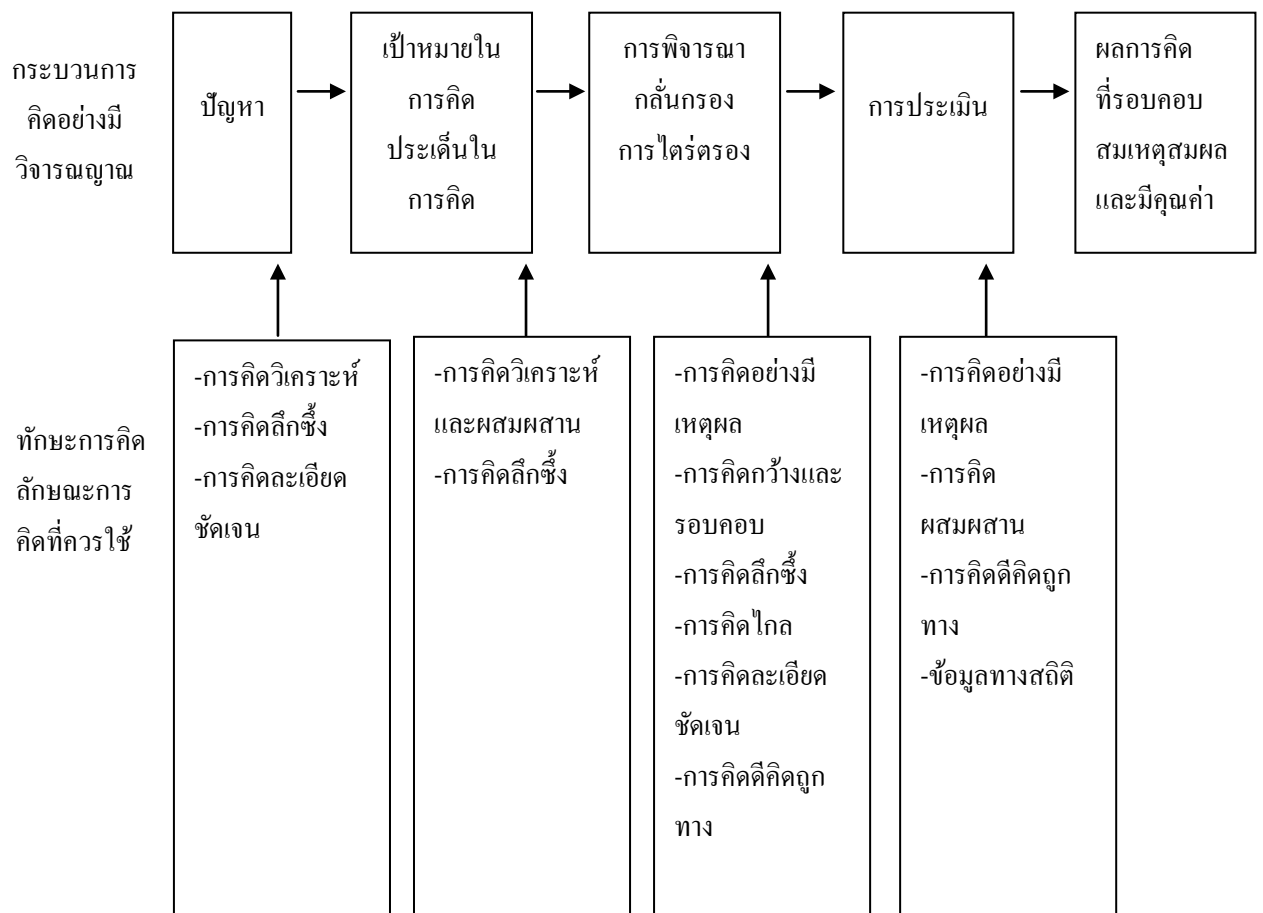 กระบวนการ
คิดอย่างมี
วิจารณญาณ
ปัญหา
เป้าหมายใน
การคิด
ประเด็นใน
การคิด
การพิจารณา
กลั่นกรอง
การไตร่ตรอง
การประเมิน
ผลการคิด
ที่รอบคอบ
สมเหตุสมผล
และมีคุณค่า
ทักษะการคิด
ลักษณะการ
คิดที่ควรใช้
-การคิดวิเคราะห์
-การคิดลึกซึ้ง
-การคิดละเอียด
ชัดเจน
-การคิดวิเคราะห์
และผสมผสาน
-การคิดลึกซึ้ง
-การคิดอย่างมี
เหตุผล
-การคิดกว้างและ
รอบคอบ
-การคิดลึกซึ้ง
-การคิดไกล
-การคิดละเอียด
ชัดเจน
-การคิดดีคิดถูก
ทาง
-การคิดอย่างมี
เหตุผล
-การคิด
ผสมผสาน
-การคิดดีคิดถูก
ทาง
-ข้อมูลทางสถิติ